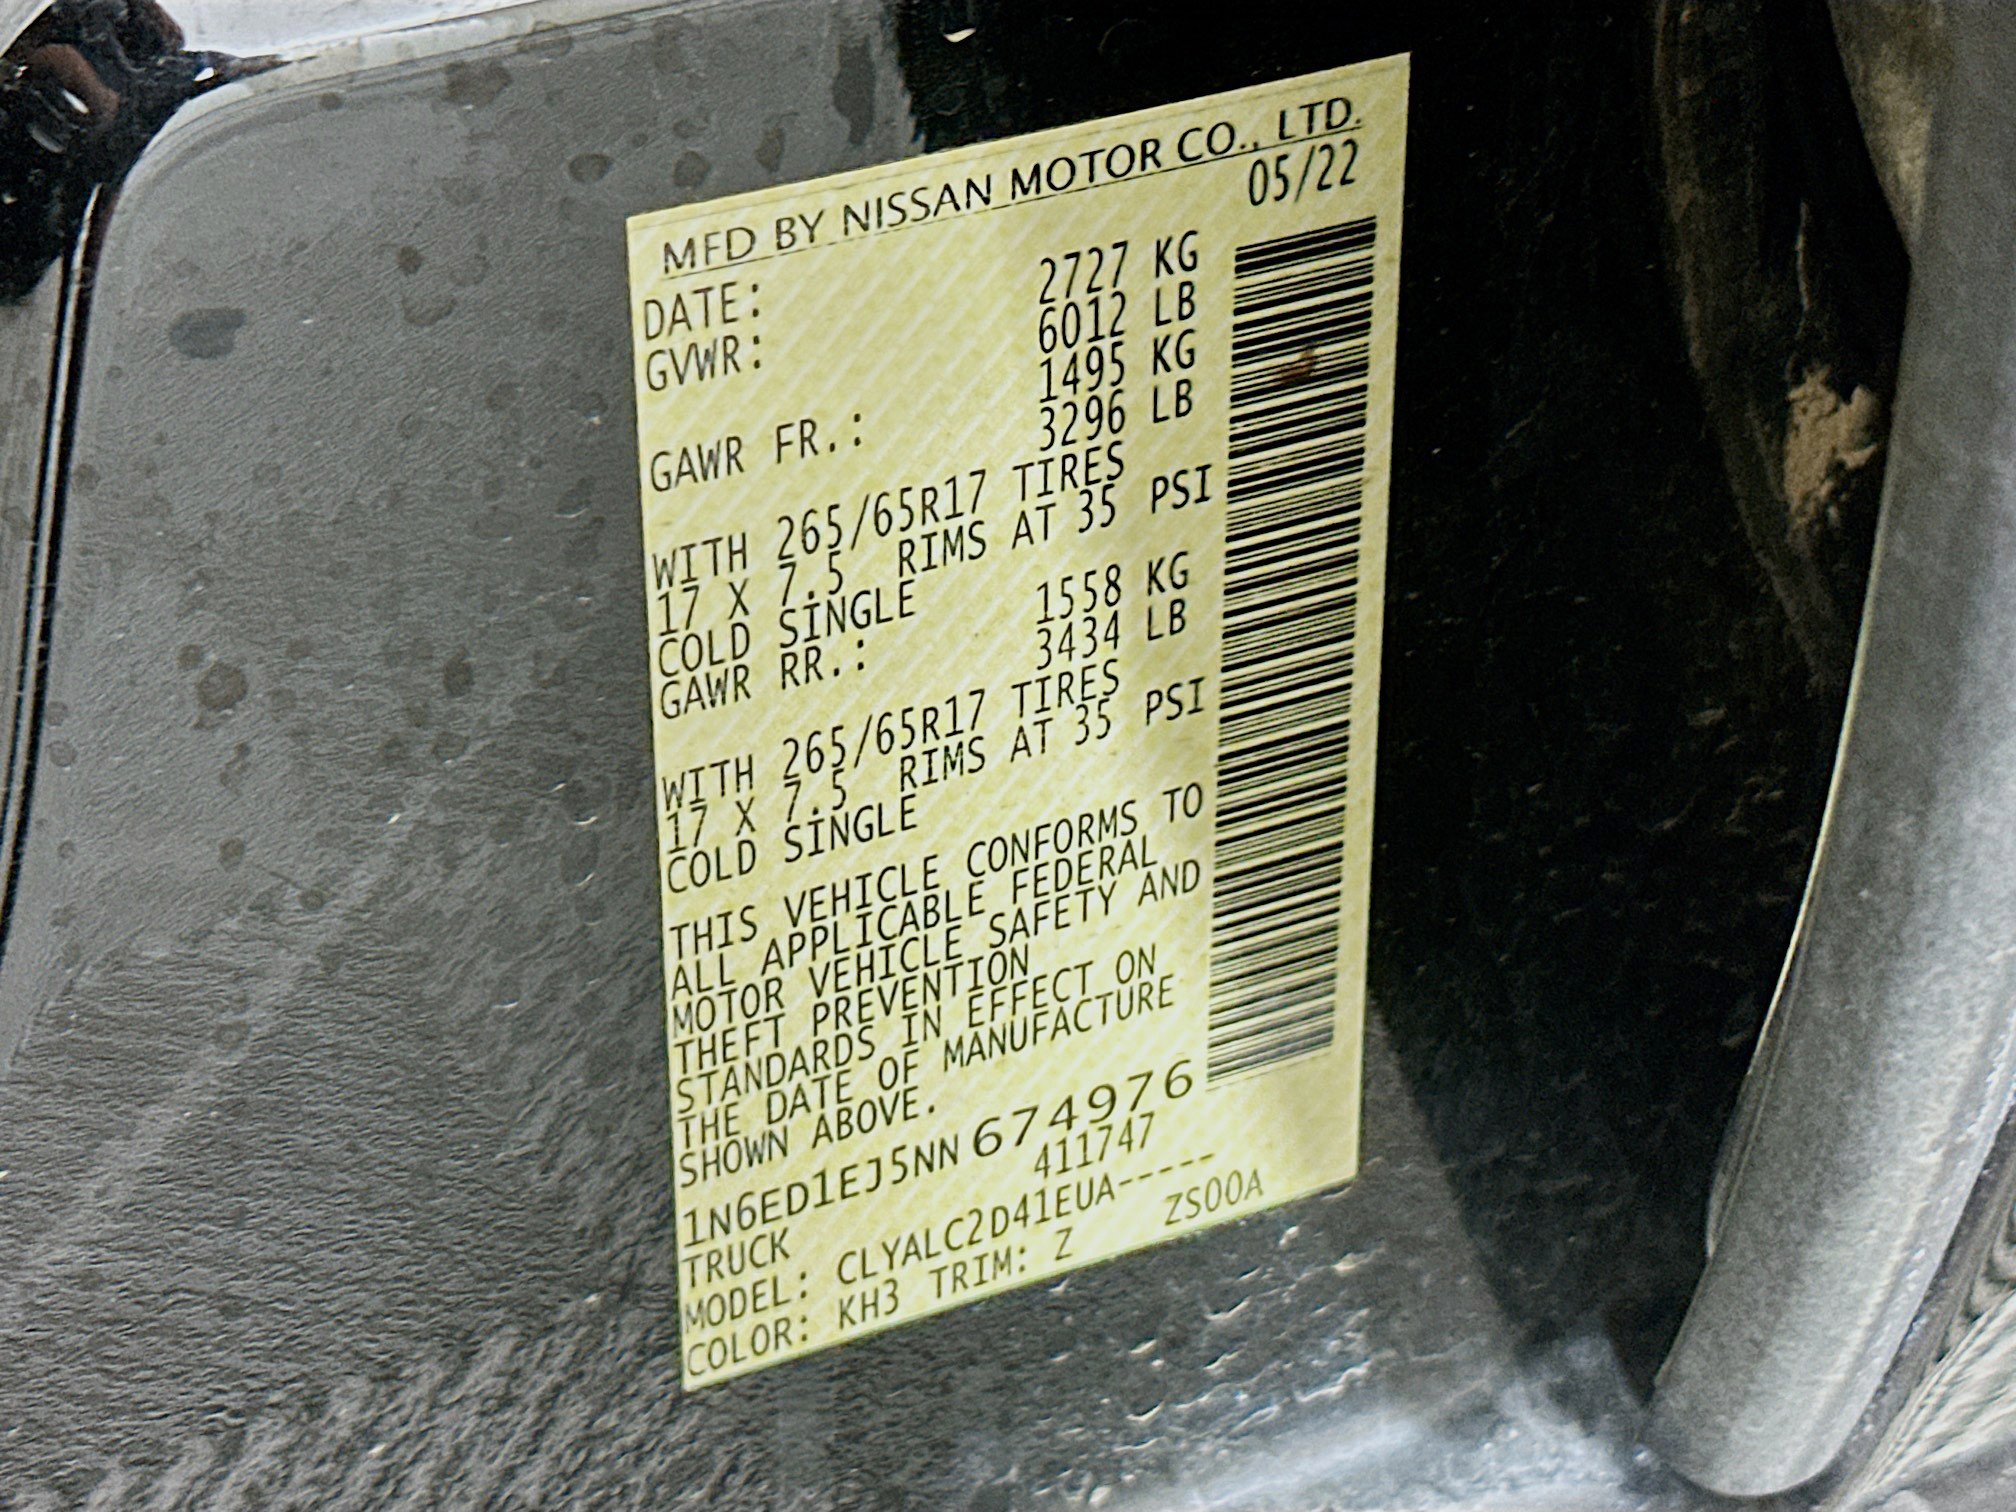 MFD BY NISSAN MOTOR CO., LTD.
DATE: 05/22
GVWR: 2727 KG
6012 LB
GAWR FR.: 1495 KG
3296 LB
WITH 265/65R17 TIRES
17 X 7.5 RIMS AT 35 PSI
COLD SINGLE
GAWR RR.: 1558 KG
3434 LB
WITH 265/65R17 TIRES
17 X 7.5 RIMS AT 35 PSI
COLD SINGLE
THIS VEHICLE CONFORMS TO
ALL APPLICABLE FEDERAL
MOTOR VEHICLE SAFETY AND
THEFT PREVENTION
STANDARDS IN EFFECT ON
THE DATE OF MANUFACTURE
SHOWN ABOVE.
1N6ED1EJ5NN674976
TRUCK 411747
MODEL: CLYALC2D41EUA-----
COLOR: KH3 TRIM: Z ZS00A